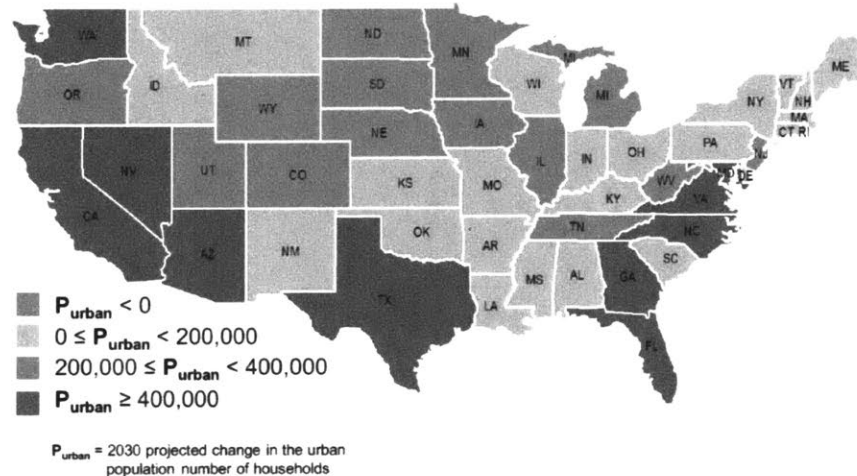 WA
MT
ND
MN
MI
ME
VT
NH
OR
ID
SD
WI
NY
MA
WY
MI
CT RI
IA
PA
NE
NJ
NV
UT
CO
IL
IN
OH
DE
WV
KS
MO
VA
CA
KY
NC
TN
AZ
NM
OK
AR
SC
MS
AL
GA
TX
LA
FL
P urban < 0
0 ≤ P urban < 200,000
200,000 ≤ P urban < 400,000
P urban ≥ 400,000
P urban = 2030 projected change in the urban
population number of households